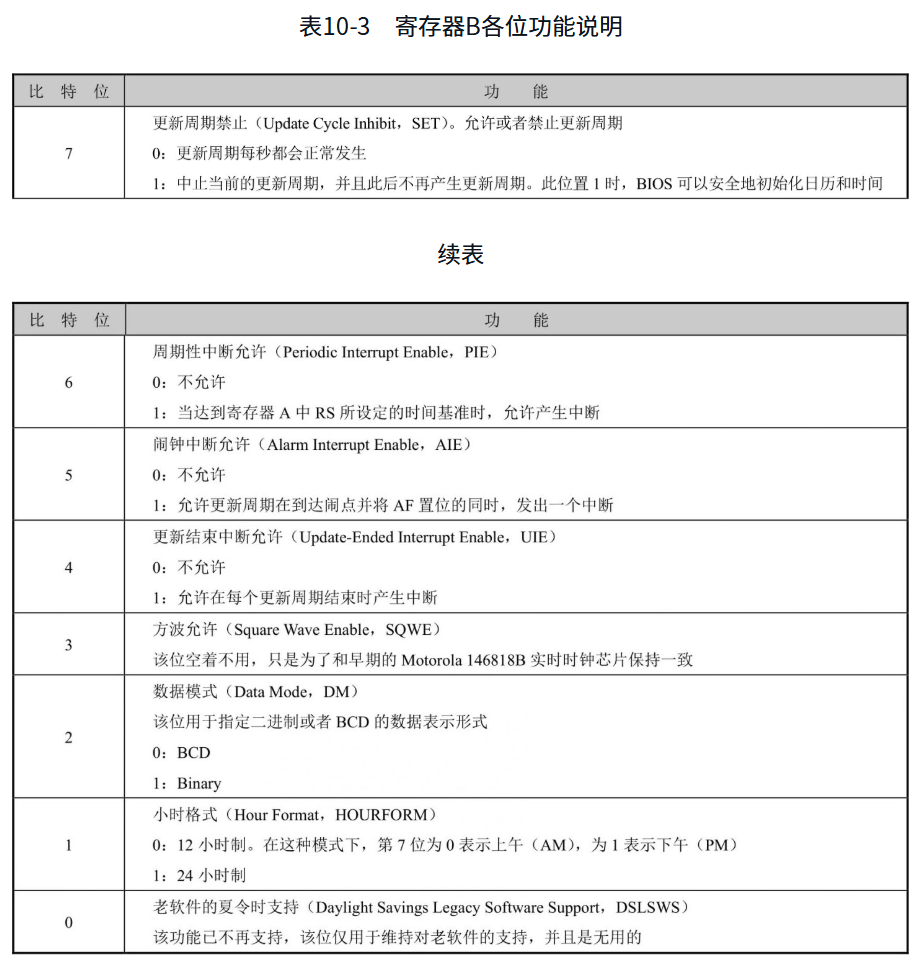 表10-3 寄存器B各位功能说明
比 特 位 功 能
更新周期禁止（Update Cycle Inhibit，SET）。允许或者禁止更新周期
7 0：更新周期每秒都会正常发生
1：中止当前的更新周期，并且此后不再产生更新周期。此位置 1 时，BIOS 可以安全地初始化日历和时间
续表
比 特 位 功 能
周期性中断允许（Periodic Interrupt Enable，PIE）
6 0：不允许
1：当达到寄存器 A 中 RS 所设定的时间基准时，允许产生中断
闹钟中断允许（Alarm Interrupt Enable，AIE）
5 0：不允许
1：允许更新周期在到达闹点并将 AF 置位的同时，发出一个中断
更新结束中断允许（Update-Ended Interrupt Enable，UIE）
4 0：不允许
1：允许在每个更新周期结束时产生中断
方波允许（Square Wave Enable，SQWE）
3
该位空着不用，只是为了和早期的 Motorola 146818B 实时时钟芯片保持一致
数据模式（Data Mode，DM）
该位用于指定二进制或者 BCD 的数据表示形式
2
0：BCD
1：Binary
小时格式（Hour Format，HOURFORM）
1 0：12 小时制。在这种模式下，第 7 位为 0 表示上午（AM），为 1 表示下午（PM）
1：24 小时制
老软件的夏令时支持（Daylight Savings Legacy Software Support，DSLSWS）
0
该功能已不再支持，该位仅用于维持对老软件的支持，并且是无用的